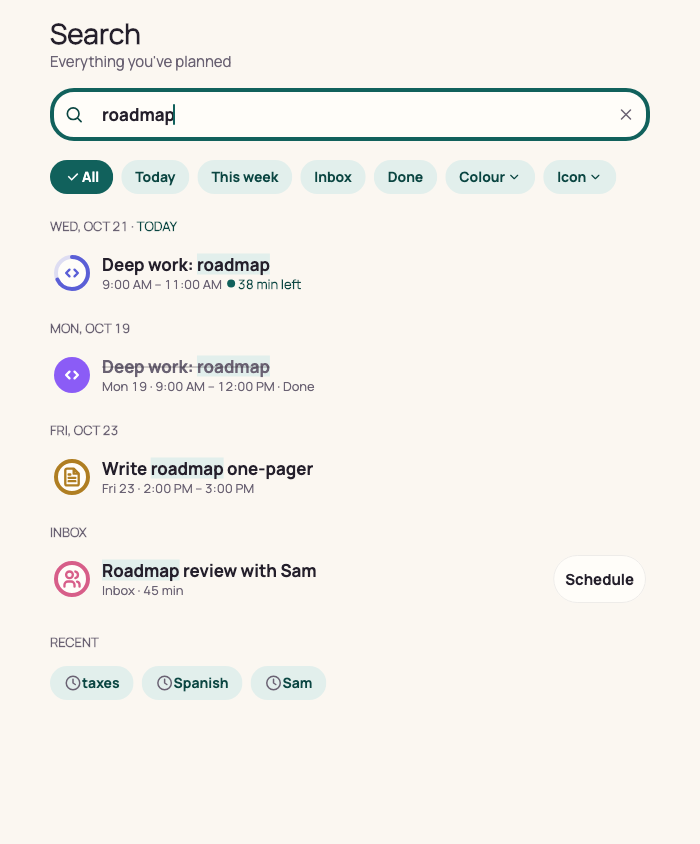 Search
Everything you've planned
roadmap
All Today This week Inbox Done Colour Icon
WED, OCT 21 · TODAY
Deep work: roadmap
9:00 AM – 11:00 AM 38 min left
MON, OCT 19
Deep work: roadmap
Mon 19 · 9:00 AM – 12:00 PM · Done
FRI, OCT 23
Write roadmap one-pager
Fri 23 · 2:00 PM – 3:00 PM
INBOX
Roadmap review with Sam
Inbox · 45 min
Schedule
RECENT
taxes Spanish Sam